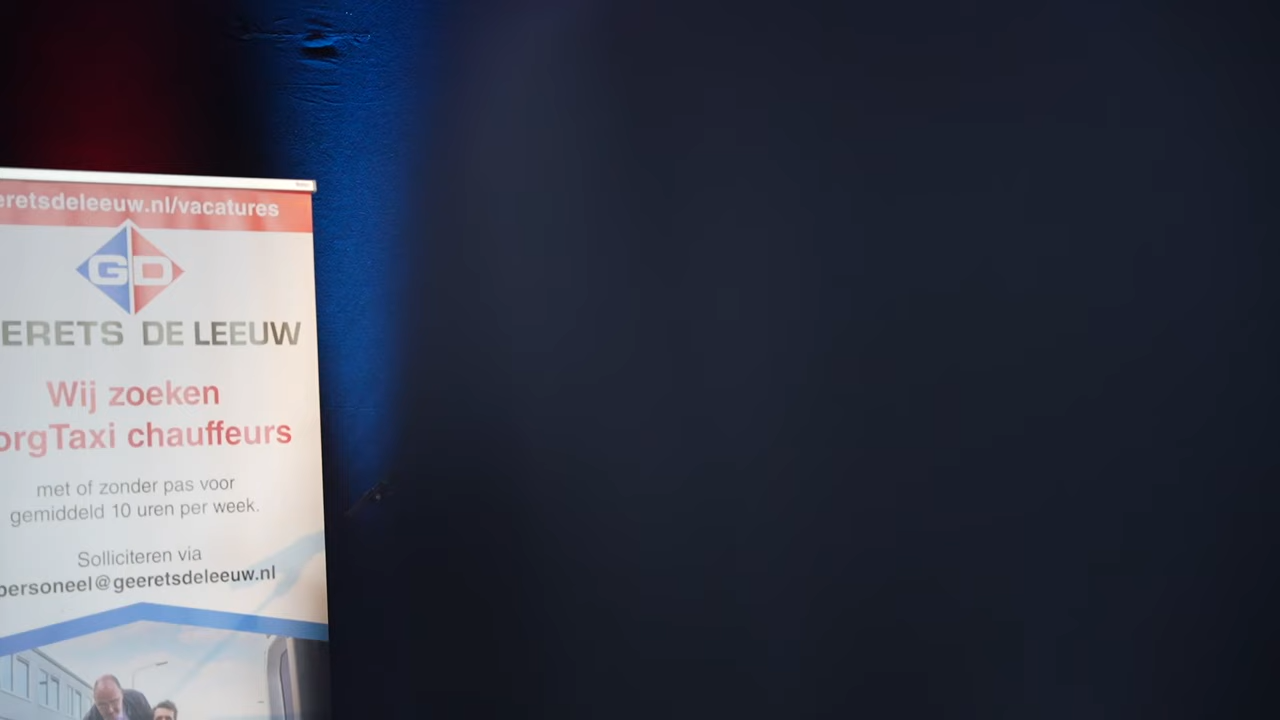 eretsdeleeuw.nl/vacatures
GD
ERETS DE LEEUW
Wij zoeken
orgTaxi chauffeurs
met of zonder pas voor
gemiddeld 10 uren per week.
Solliciteren via
personeel@geeretsdeleeuw.nl